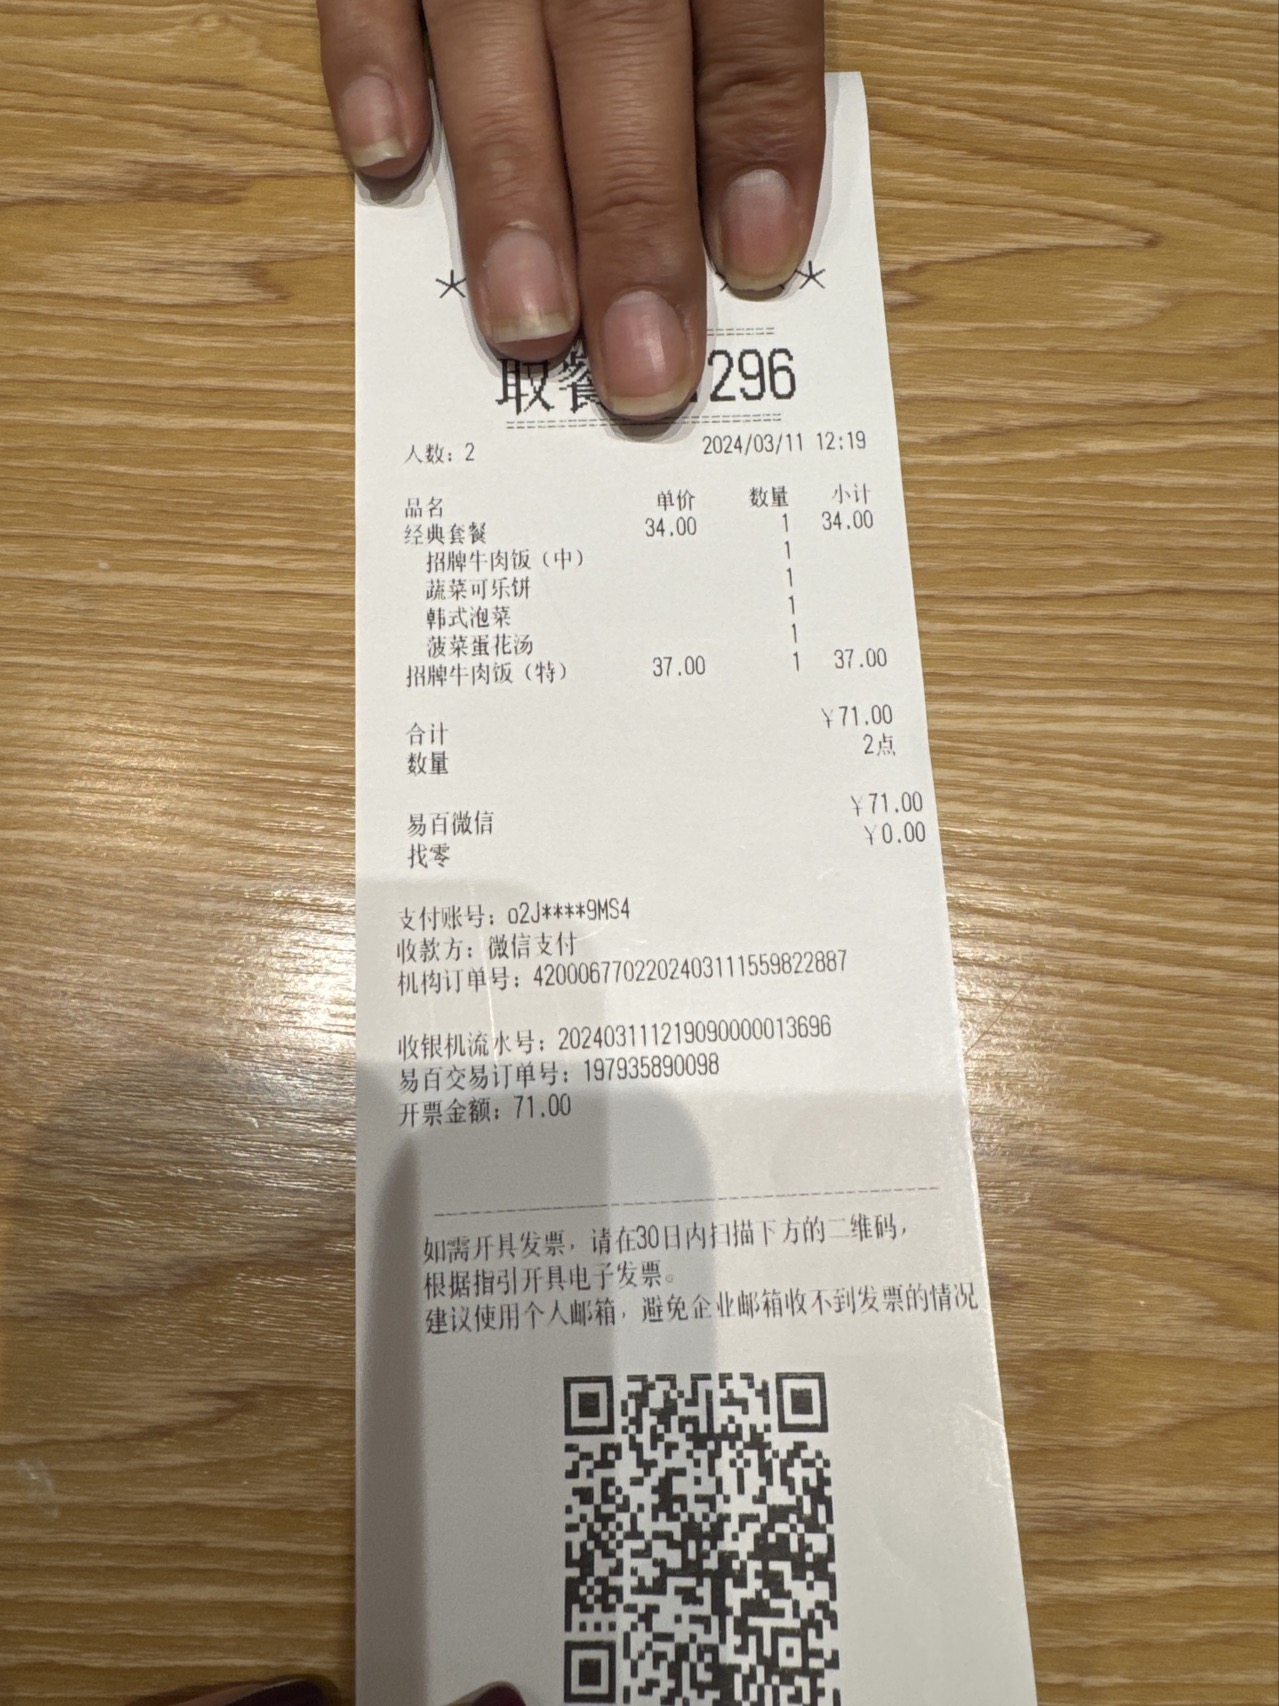 * *
取餐 296
人数：2 2024/03/11 12:19
品名 单价 数量 小计
经典套餐 34.00 1 34.00
招牌牛肉饭（中） 1
蔬菜可乐饼 1
韩式泡菜 1
菠菜蛋花汤 1
招牌牛肉饭（特） 37.00 1 37.00
合计 ￥71.00
数量 2点
易百微信 ￥71.00
找零 ￥0.00
支付账号：o2J****9MS4
收款方：微信支付
机构订单号：4200067702202403111559822887
收银机流水号：202403111219090000013696
易百交易订单号：197935890098
开票金额：71.00
如需开具发票，请在30日内扫描下方的二维码，
根据指引开具电子发票。
建议使用个人邮箱，避免企业邮箱收不到发票的情况